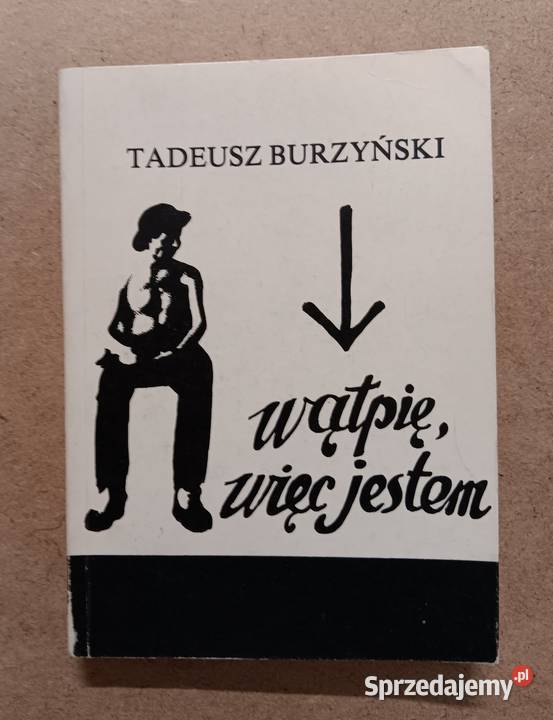 TADEUSZ BURZYŃSKI
wątpię,
więc jestem
Sprzedajemy.pl